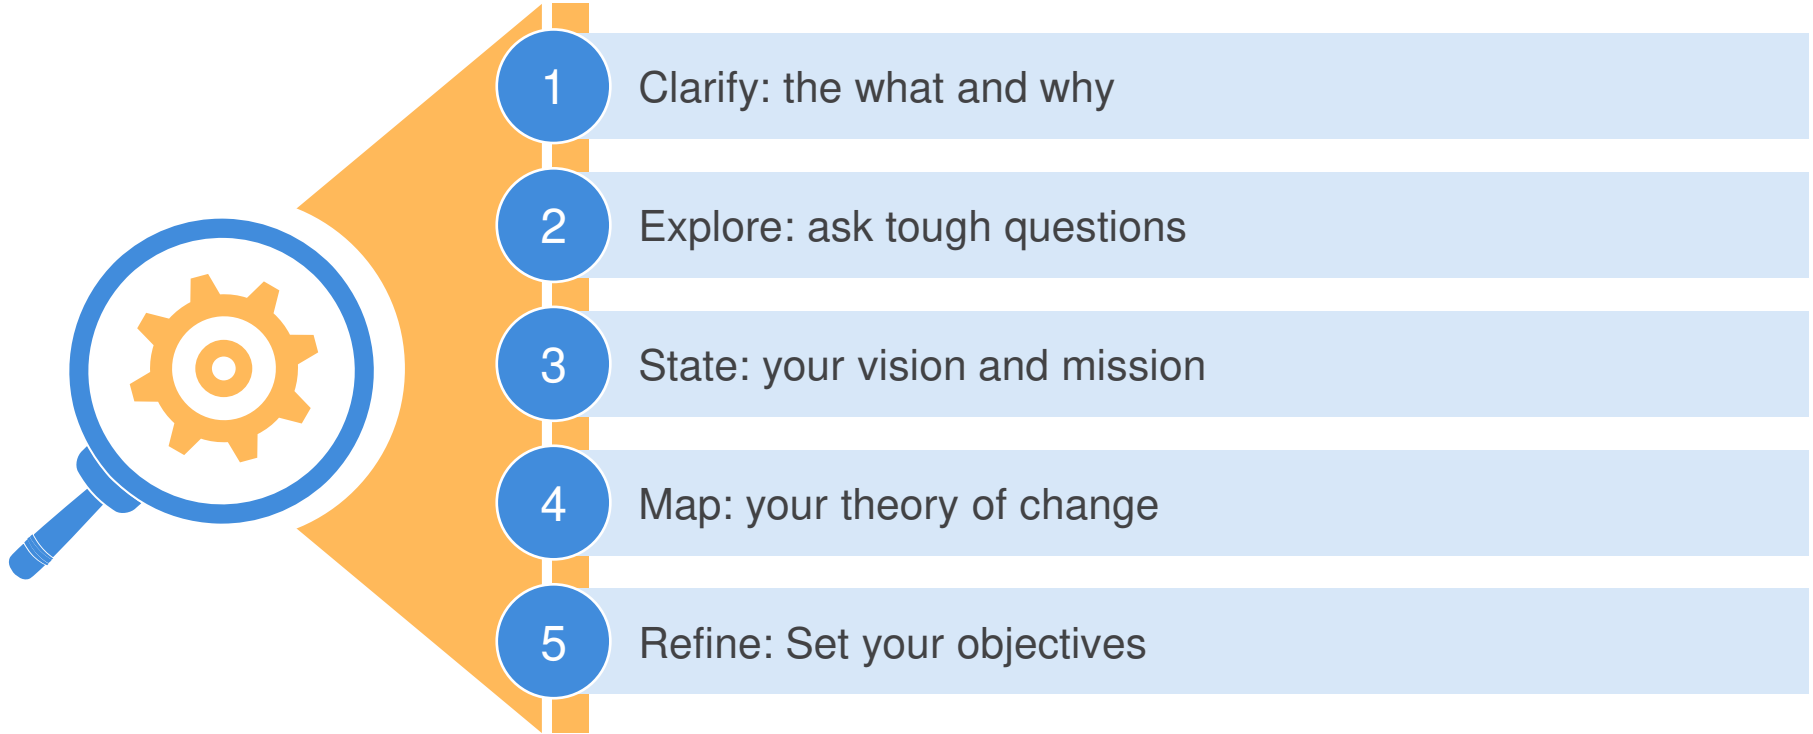 1 Clarify: the what and why
2 Explore: ask tough questions
3 State: your vision and mission
4 Map: your theory of change
5 Refine: Set your objectives